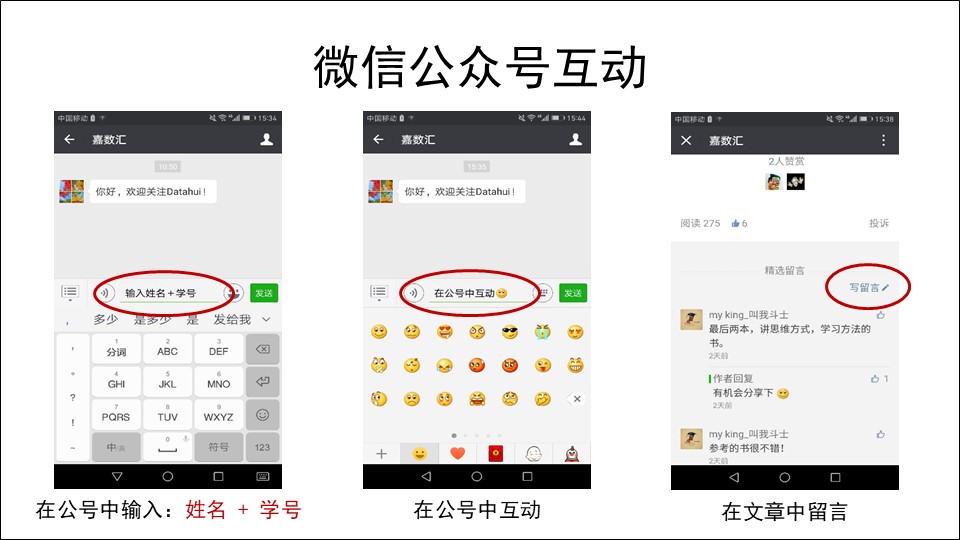 微信公众号互动
中国移动 15:34
嘉数汇
10:50
你好，欢迎关注Datahui！
输入姓名+学号
发送
, 多少 是多少 是 发给我
, 1 分词 2 ABC 3 DEF
° 4 GHI 5 JKL 6 MNO
?
! 7 PQRS 8 TUV 9 WXYZ
~ 中/英 0 符号 123
在公号中输入：姓名 + 学号
中国移动 15:44
嘉数汇
15:35
你好，欢迎关注Datahui！
在公号中互动
发送
在公号中互动
中国移动 15:38
嘉数汇
2人赞赏
阅读 275 6 投诉
精选留言
写留言
my king_叫我斗士
最后两本，讲思维方式，学习方法的
书。
2天前
作者回复 1
有机会分享下
2天前
my king_叫我斗士
参考的书很不错！
2天前
在文章中留言